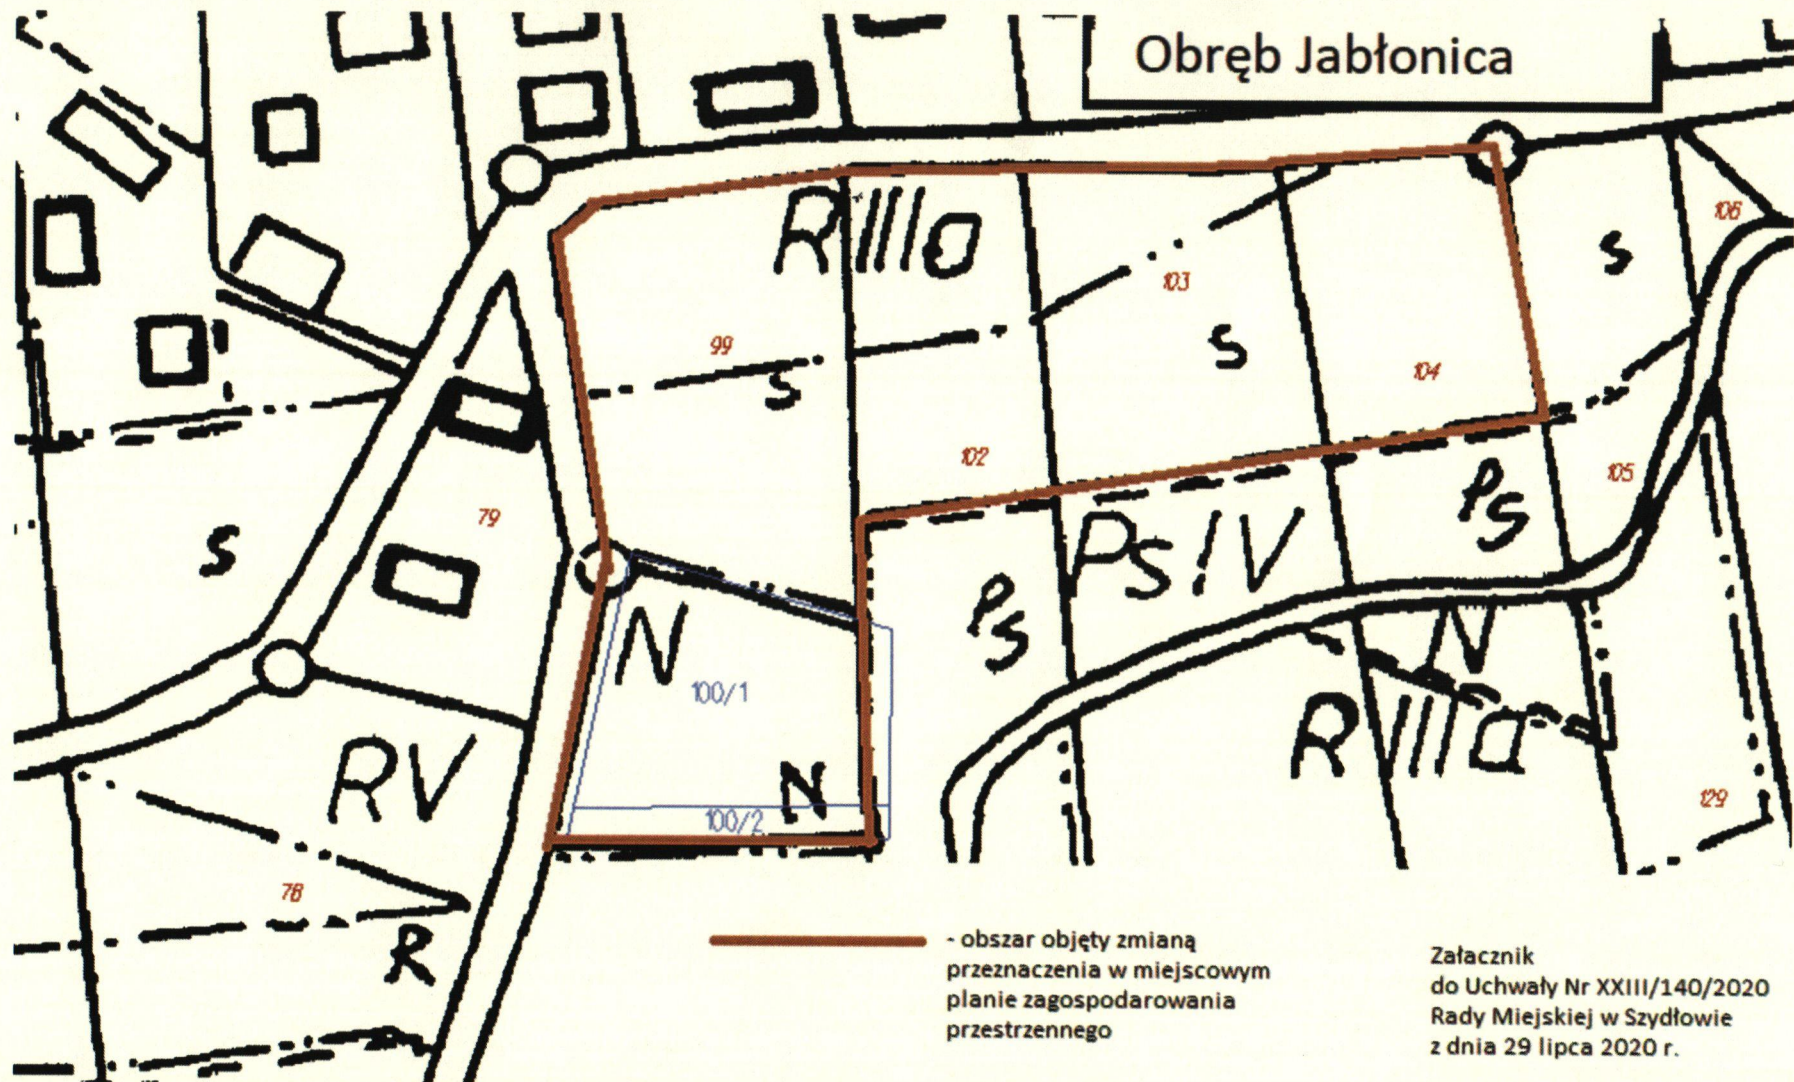 Obręb Jabłonica
RIIIa
106
s
103
99
s
s
104
102
105
79
s
Ps
PsIV
Ps
N
N
100/1
RIIIa
RV
N
100/2
129
78
R
- obszar objęty zmianą
przeznaczenia w miejscowym
planie zagospodarowania
przestrzennego
Załacznik
do Uchwały Nr XXIII/140/2020
Rady Miejskiej w Szydłowie
z dnia 29 lipca 2020 r.